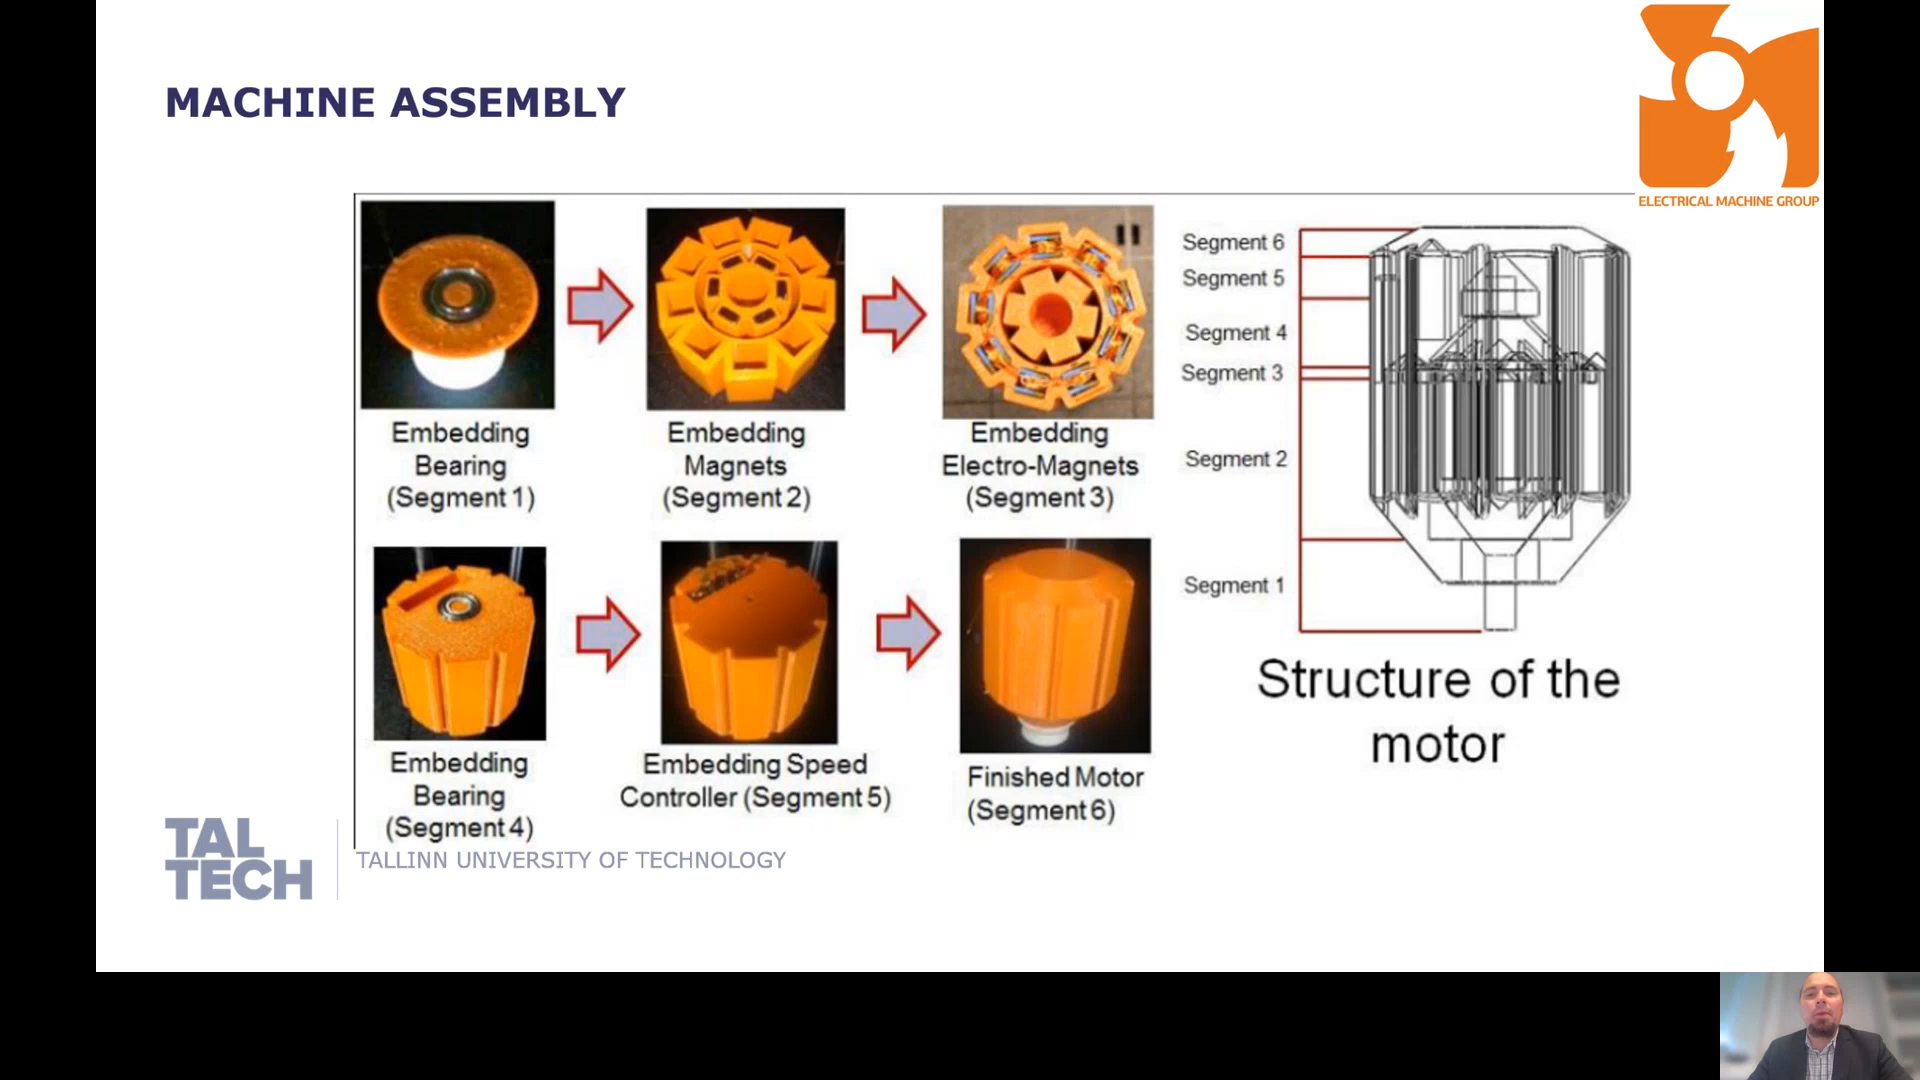 MACHINE ASSEMBLY
ELECTRICAL MACHINE GROUP
Embedding
Bearing
(Segment 1)
Embedding
Magnets
(Segment 2)
Embedding
Electro-Magnets
(Segment 3)
Embedding
Bearing
(Segment 4)
Embedding Speed
Controller (Segment 5)
Finished Motor
(Segment 6)
Segment 6
Segment 5
Segment 4
Segment 3
Segment 2
Segment 1
Structure of the
motor
TAL
TECH
TALLINN UNIVERSITY OF TECHNOLOGY